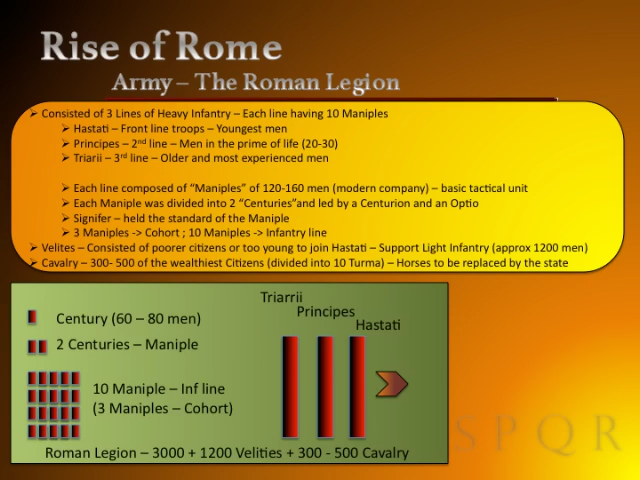 Rise of Rome
Army – The Roman Legion
➢ Consisted of 3 Lines of Heavy Infantry – Each line having 10 Maniples
➢ Hastati – Front line troops – Youngest men
➢ Principes – 2nd line – Men in the prime of life (20-30)
➢ Triarii – 3rd line – Older and most experienced men
➢ Each line composed of “Maniples” of 120-160 men (modern company) – basic tactical unit
➢ Each Maniple was divided into 2 “Centuries”and led by a Centurion and an Optio
➢ Signifer – held the standard of the Maniple
➢ 3 Maniples -> Cohort ; 10 Maniples -> Infantry line
➢ Velites – Consisted of poorer citizens or too young to join Hastati – Support Light Infantry (approx 1200 men)
➢ Cavalry – 300- 500 of the wealthiest Citizens (divided into 10 Turma) – Horses to be replaced by the state
Triarrii
Principes
Hastati
Century (60 – 80 men)
2 Centuries – Maniple
10 Maniple – Inf line
(3 Maniples – Cohort)
Roman Legion – 3000 + 1200 Velities + 300 - 500 Cavalry
S P Q R